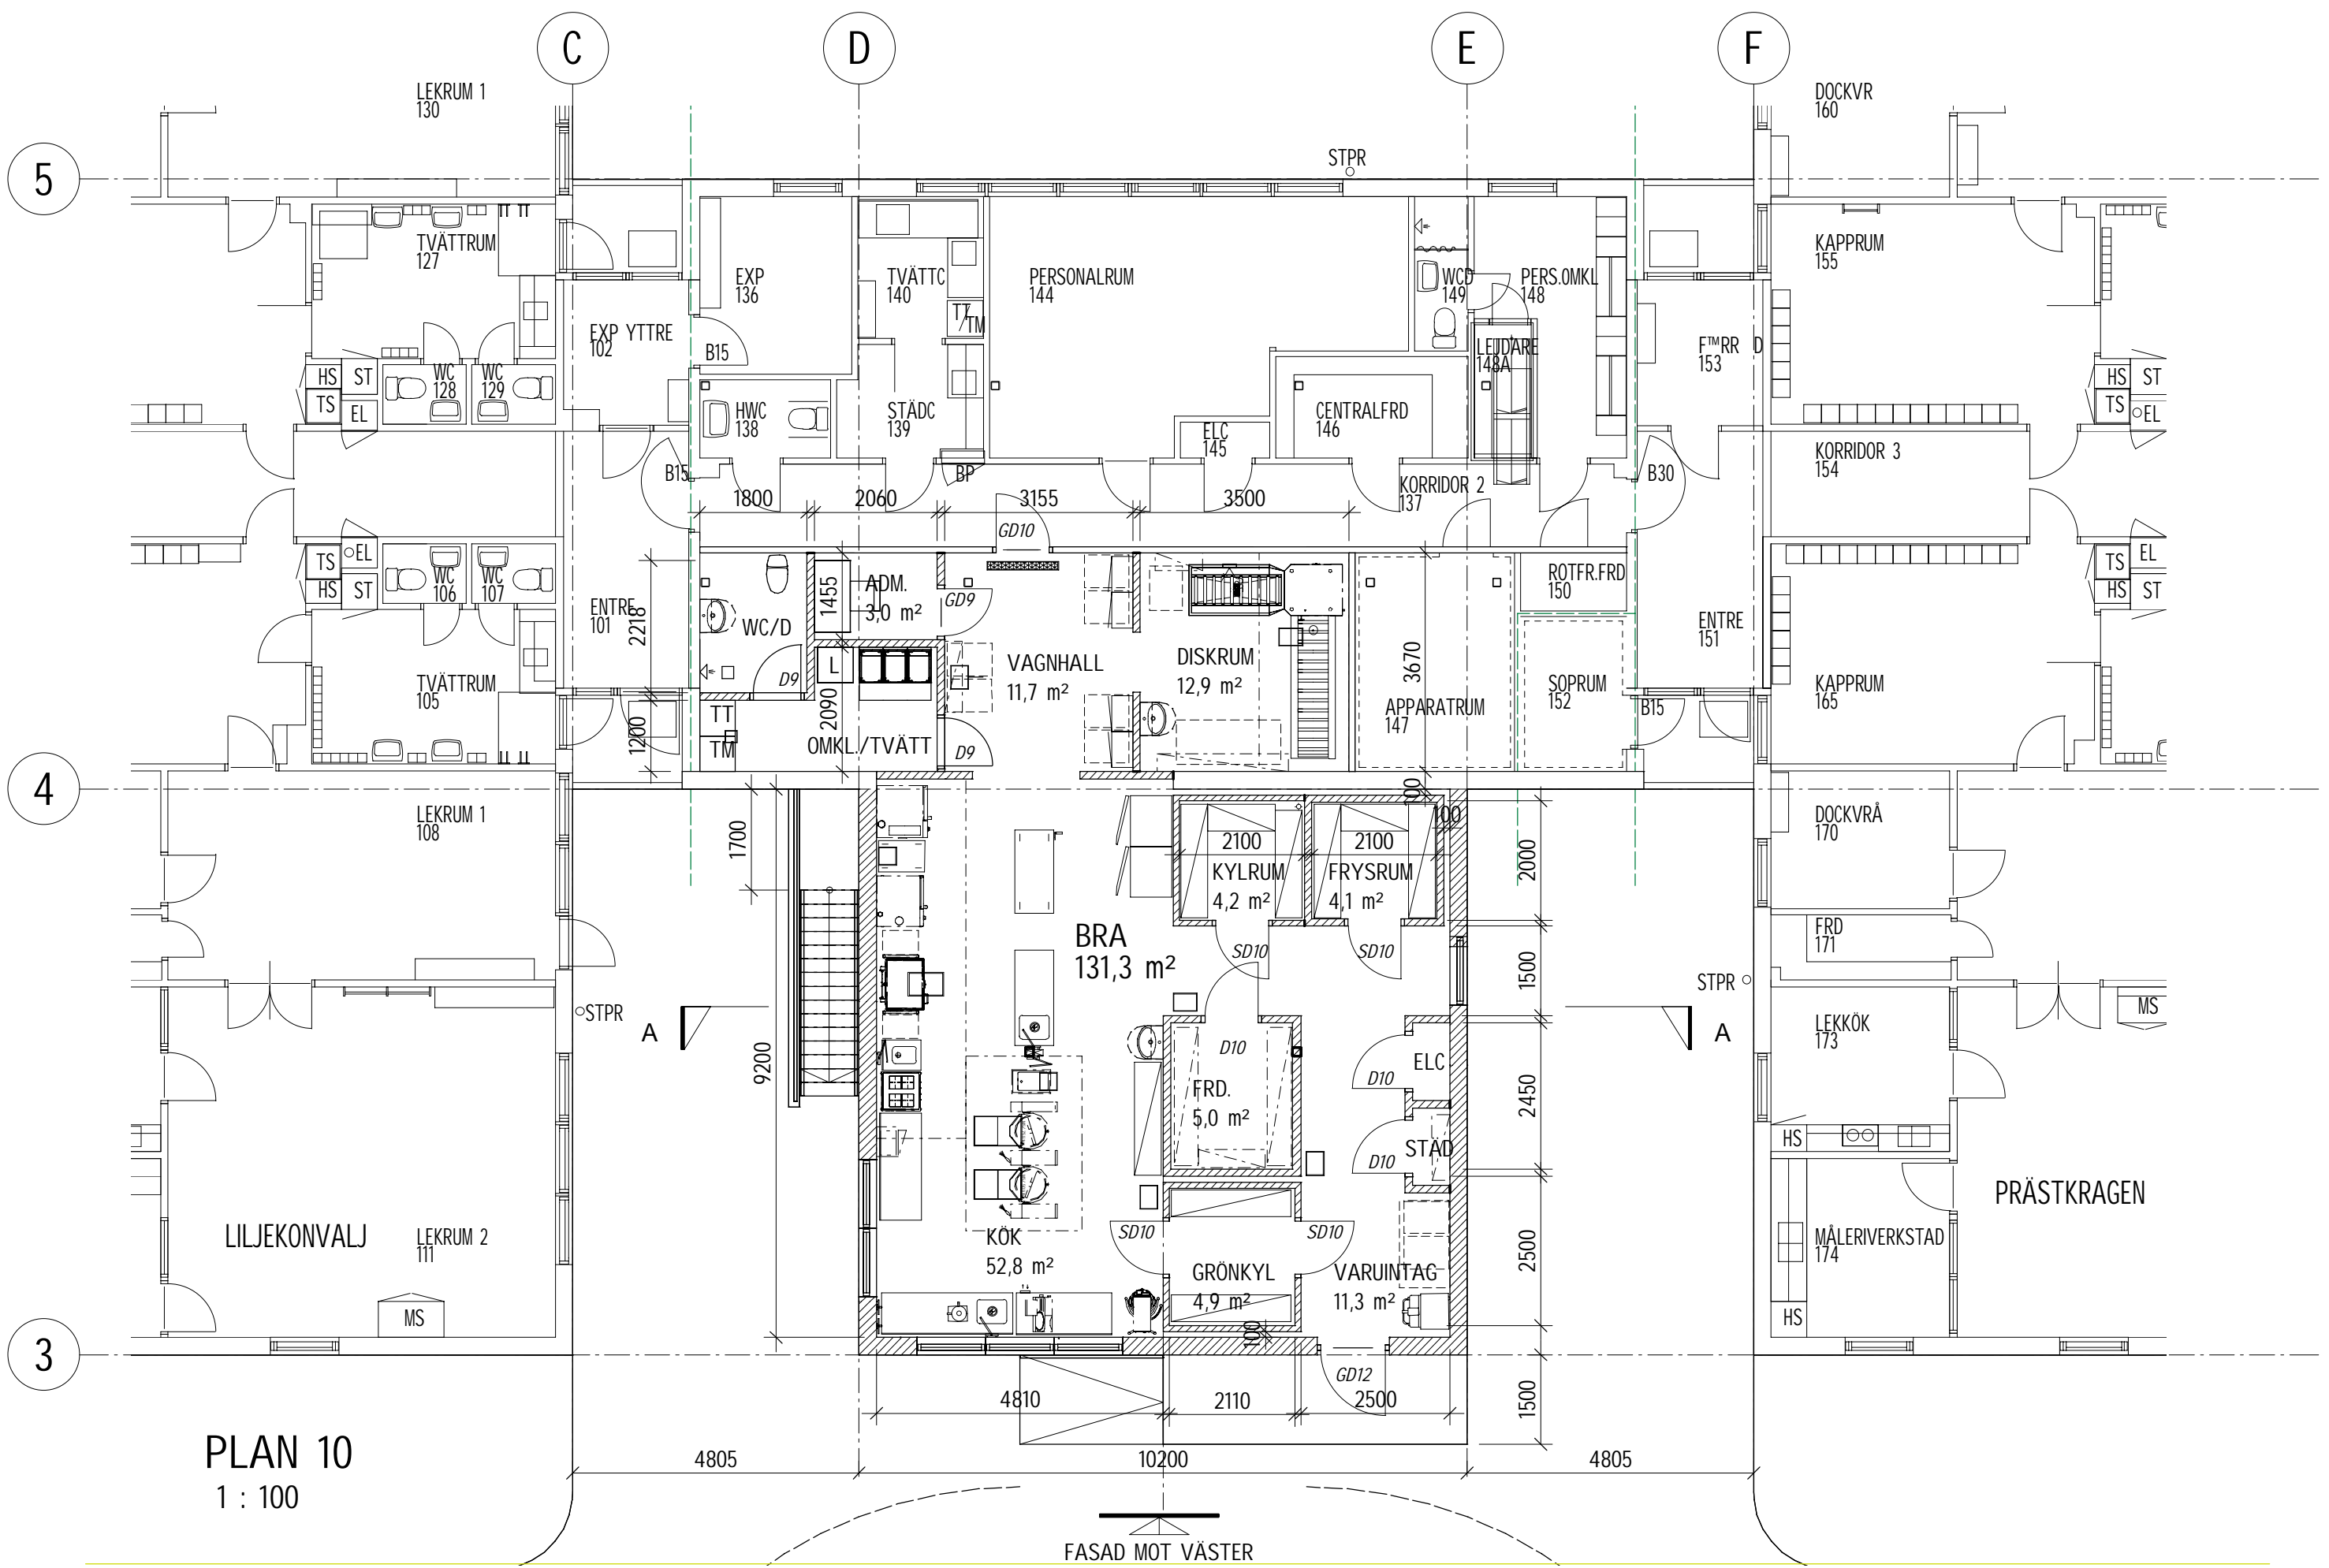 C
D
E
F
LEKRUM 1
130
DOCKVR
160
5
STPR
TVÄTTRUM
127
EXP
136
TVÄTTC
140
PERSONALRUM
144
WCD
149
PERS.OMKL
148
KAPPRUM
155
TT/TM
EXP YTTRE
102
B15
LEJDARE
148A
F™RR D
153
HS
ST
WC
128
WC
129
HS
ST
TS
EL
HWC
138
STÄDC
139
CENTRALFRD
146
TS
EL
ELC
145
KORRIDOR 3
154
B15
BP
B30
1800
2060
3155
3500
KORRIDOR 2
137
GD10
TS
EL
WC
106
WC
107
HS
ST
TS
EL
HS
ST
ENTRE
101
2218
1455
ADM.
3,0 m²
GD9
ROTFR.FRD
150
WC/D
ENTRE
151
L
D9
VAGNHALL
11,7 m²
DISKRUM
12,9 m²
3670
TVÄTTRUM
105
SOPRUM
152
KAPPRUM
165
TT
TM
1200
2090
OMKL./TVÄTT
D9
APPARATRUM
147
B15
4
100
100
LEKRUM 1
108
1700
2100
2100
2000
DOCKVRÅ
170
KYLRUM
4,2 m²
FRYSRUM
4,1 m²
BRA
131,3 m²
SD10
SD10
FRD
171
1500
STPR
STPR
A
A
MS
LEKKÖK
173
9200
D10
ELC
D10
FRD.
5,0 m²
2450
STÄD
D10
HS
LILJEKONVALJ
LEKRUM 2
111
PRÄSTKRAGEN
KÖK
52,8 m²
SD10
SD10
2500
MÅLERIVERKSTAD
174
GRÖNKYL
4,9 m²
VARUINTAG
11,3 m²
MS
HS
100
3
GD12
4810
2110
2500
1500
PLAN 10
1 : 100
4805
10200
4805
FASAD MOT VÄSTER